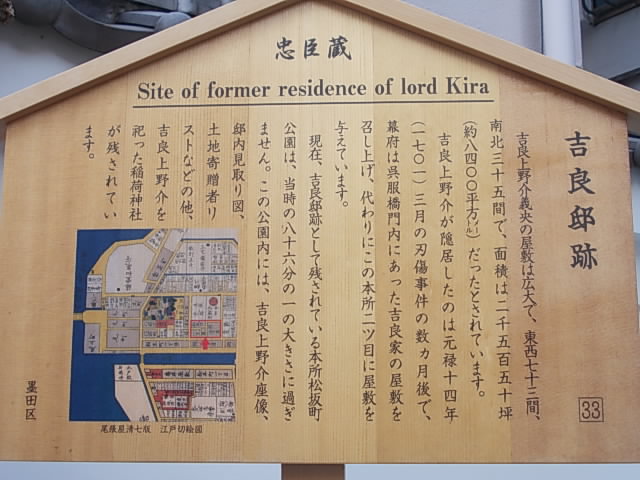 忠臣蔵
Site of former residence of lord Kira
吉良邸跡
吉良上野介義央の屋敷は広大で、東西七十三間、
南北三十五間で、面積は二千五百五十坪
(約八四〇〇平方㍍)だったとされています。
吉良上野介が隠居したのは元禄十四年
(一七〇一)三月の刃傷事件の数カ月後で、
幕府は呉服橋門内にあった吉良家の屋敷を
召し上げ、代わりにこの本所二ツ目に屋敷を
与えています。
現在、吉良邸跡として残されている本所松坂町
公園は、当時の八十六分の一の大きさに過ぎ
ません。この公園内には、吉良上野介座像、
邸内見取り図、
土地寄贈者リ
ストなどの他、
吉良上野介を
祀った稲荷神社
が残されてい
ます。
尾張屋清七版 江戸切絵図
33
墨田区